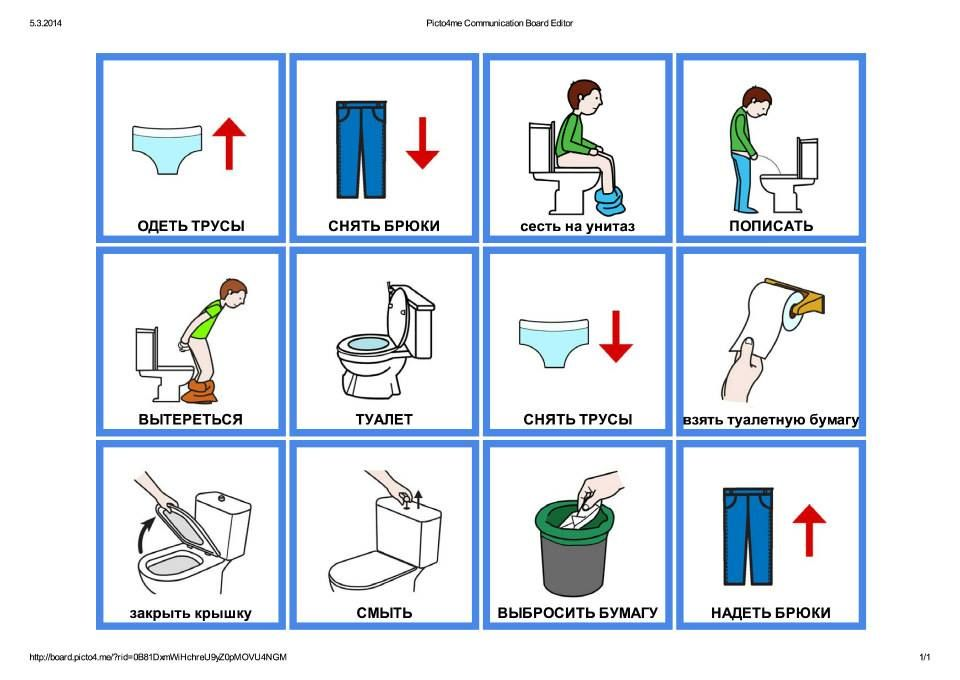 5.3.2014
Picto4me Communication Board Editor
ОДЕТЬ ТРУСЫ
СНЯТЬ БРЮКИ
сесть на унитаз
ПОПИСАТЬ
ВЫТЕРЕТЬСЯ
ТУАЛЕТ
СНЯТЬ ТРУСЫ
взять туалетную бумагу
закрыть крышку
СМЫТЬ
ВЫБРОСИТЬ БУМАГУ
НАДЕТЬ БРЮКИ
http://board.picto4.me/?rid=0B81DxmWiHchreU9yZ0pMOVU4NGM
1/1